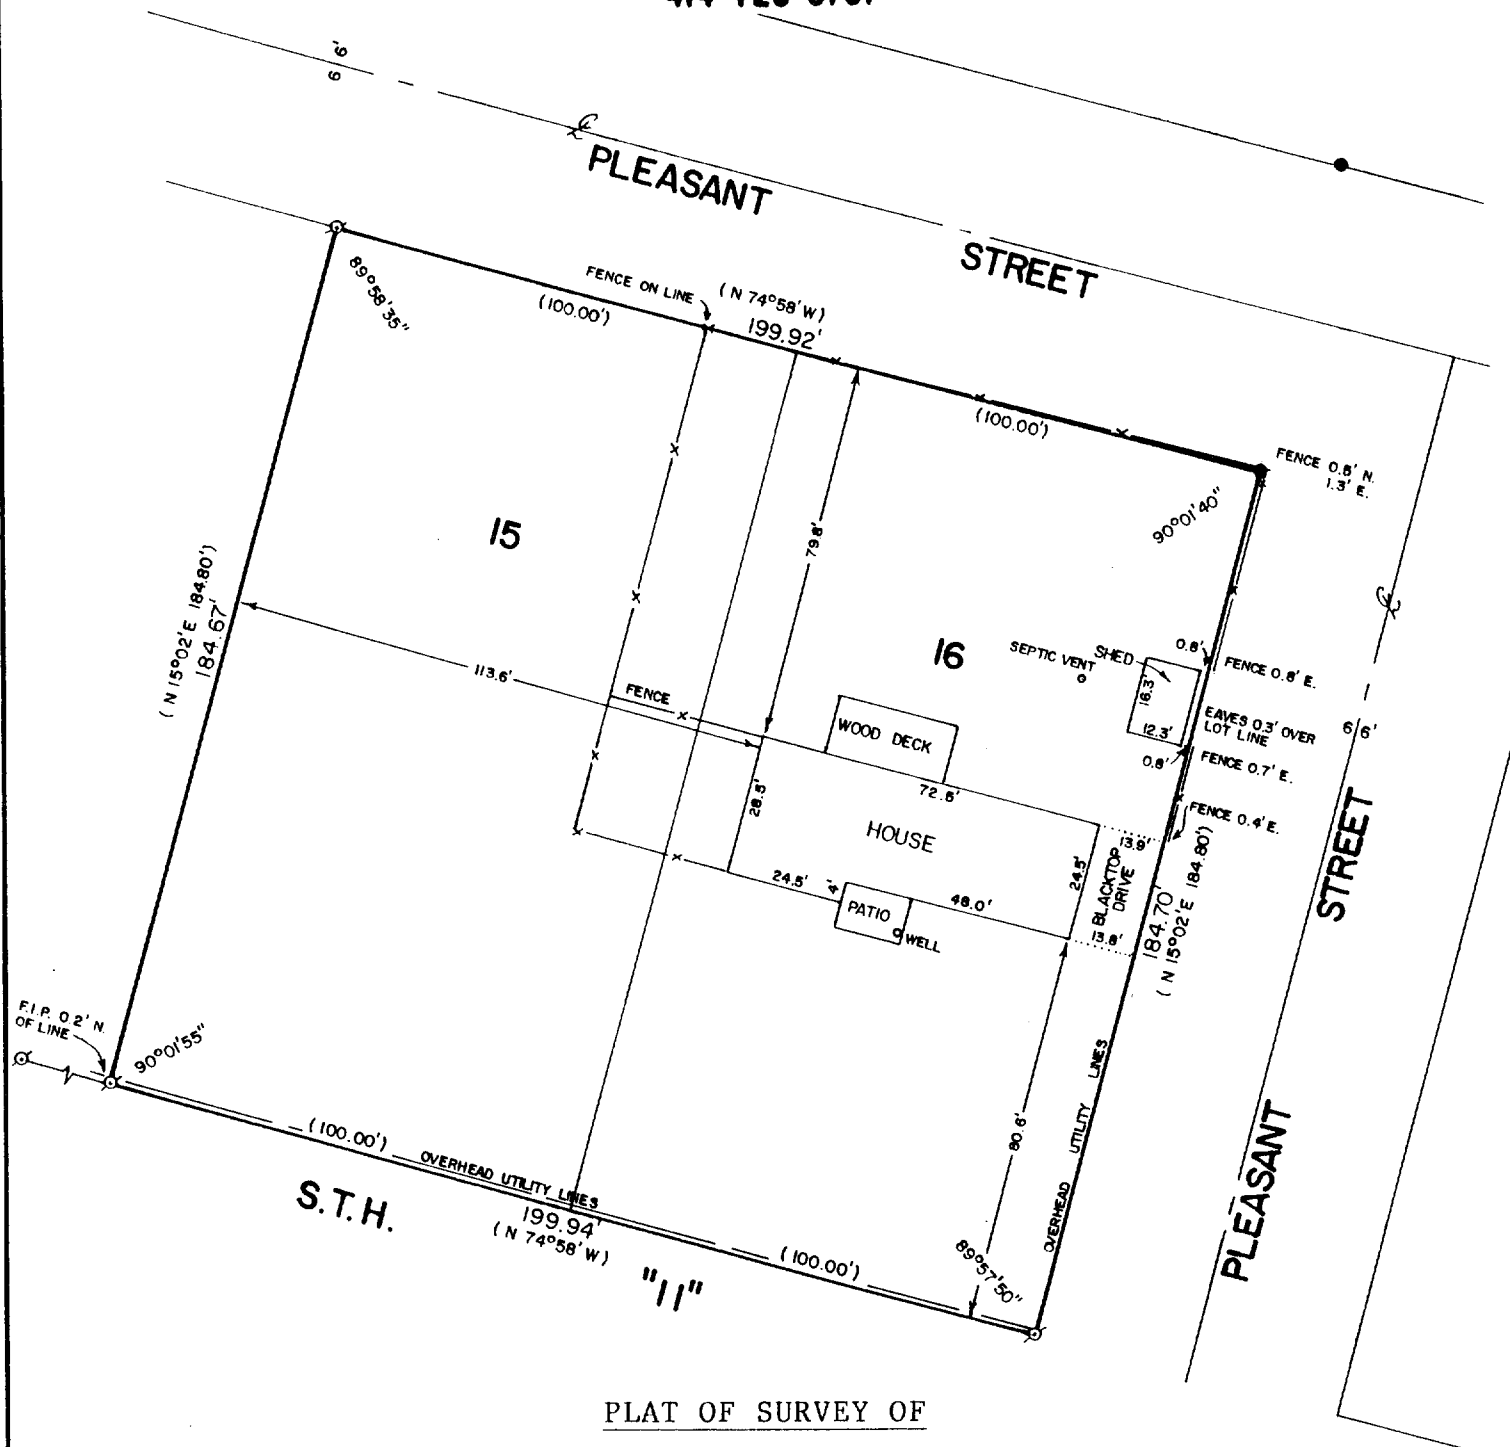 6 6'
PLEASANT
STREET
89°58'35"
FENCE ON LINE
(100.00')
(N 74°58'W)
199.92'
(100.00')
FENCE 0.5' N.
1.3' E.
90°01'40"
15
79.8'
16
(N 15°02'E 184.80')
184.67'
113.6'
FENCE
SEPTIC VENT
SHED
0.8'
FENCE 0.8' E.
16.3'
12.3'
EAVES 0.3' OVER
LOT LINE
0.8'
FENCE 0.7' E.
6 6'
WOOD DECK
72.6'
28.5'
HOUSE
FENCE 0.4' E.
13.9'
24.5'
BLACKTOP
DRIVE
24.5'
4'
PATIO
48.0'
WELL
13.8'
184.70'
(N 15°02'E 184.80')
STREET
PLEASANT
F.I.P. 0.2' N.
OF LINE
90°01'55"
(100.00')
OVERHEAD UTILITY LINES
199.94'
(N 74°58'W)
(100.00')
S.T.H.
"11"
80.6'
OVERHEAD UTILITY LINES
89°57'50"
PLAT OF SURVEY OF